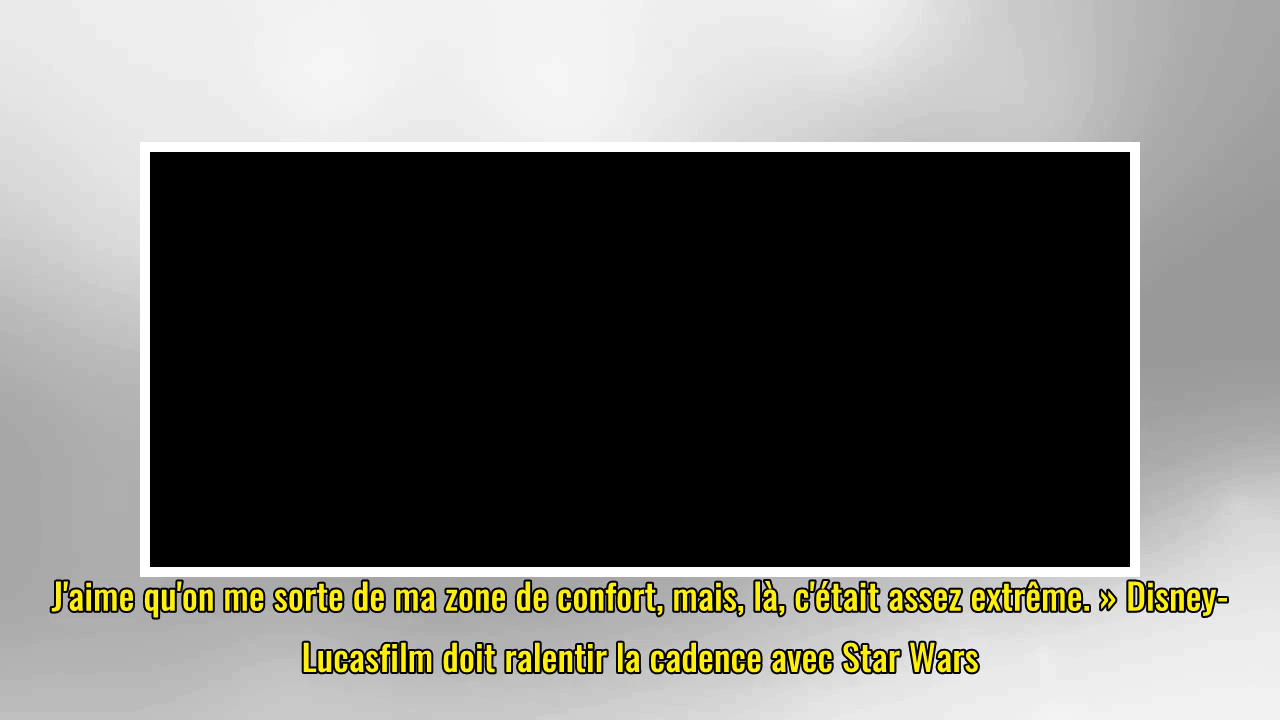 J'aime qu'on me sorte de ma zone de confort, mais, là, c'était assez extrême. » Disney-
Lucasfilm doit ralentir la cadence avec Star Wars